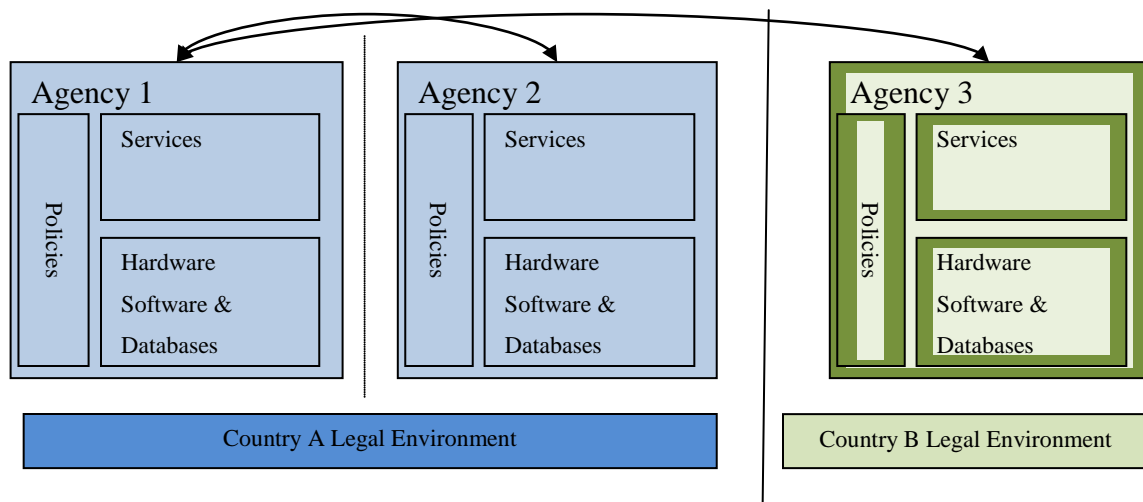 Agency 1
Policies
Services
Hardware
Software &
Databases
Agency 2
Policies
Services
Hardware
Software &
Databases
Agency 3
Policies
Services
Hardware
Software &
Databases
Country A Legal Environment
Country B Legal Environment